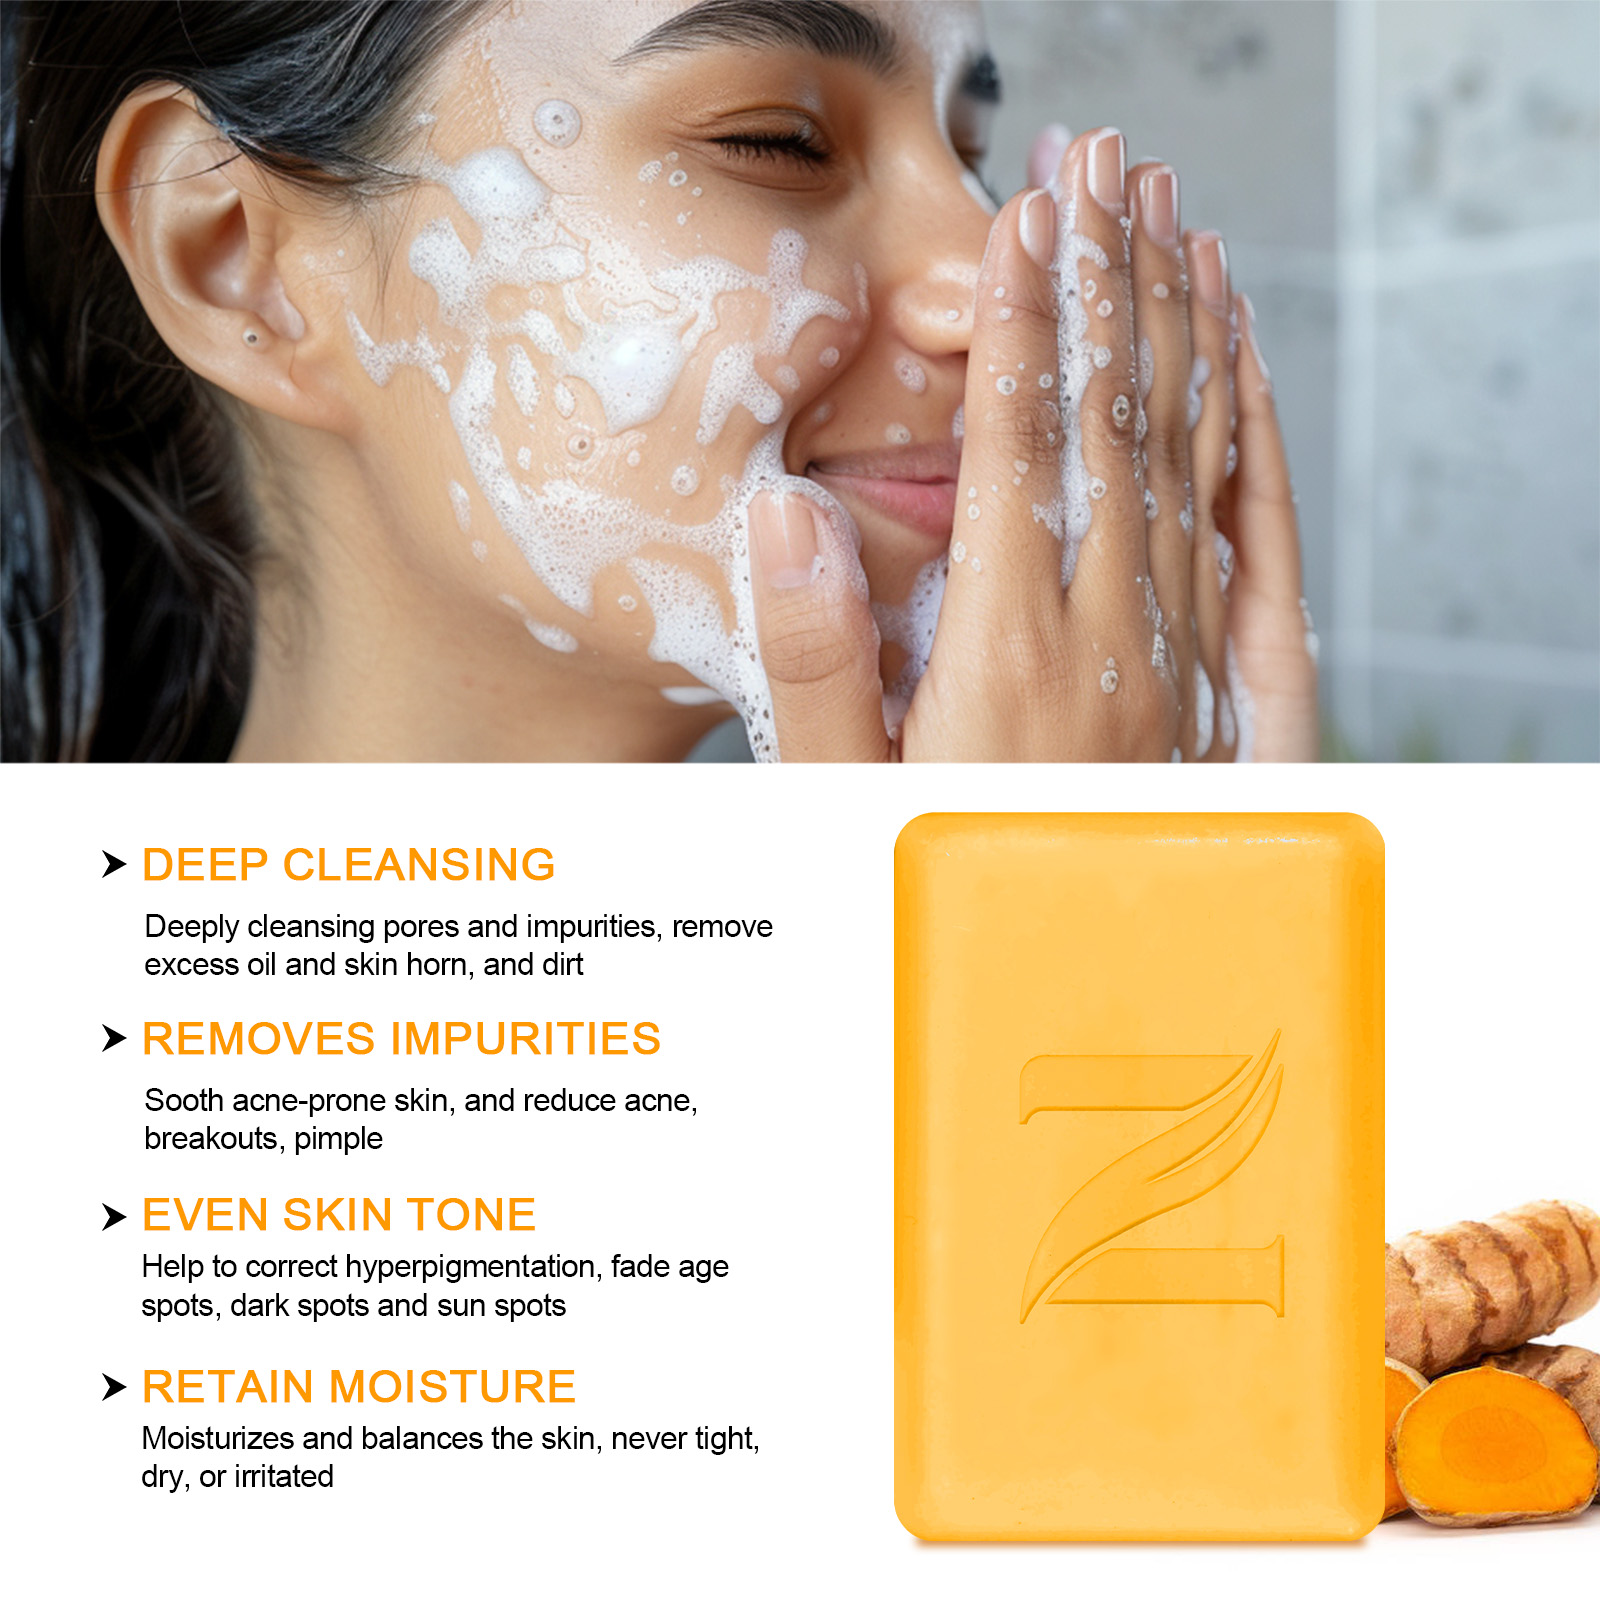 DEEP CLEANSING
Deeply cleansing pores and impurities, remove
excess oil and skin horn, and dirt
REMOVES IMPURITIES
Sooth acne-prone skin, and reduce acne,
breakouts, pimple
EVEN SKIN TONE
Help to correct hyperpigmentation, fade age
spots, dark spots and sun spots
RETAIN MOISTURE
Moisturizes and balances the skin, never tight,
dry, or irritated
Z